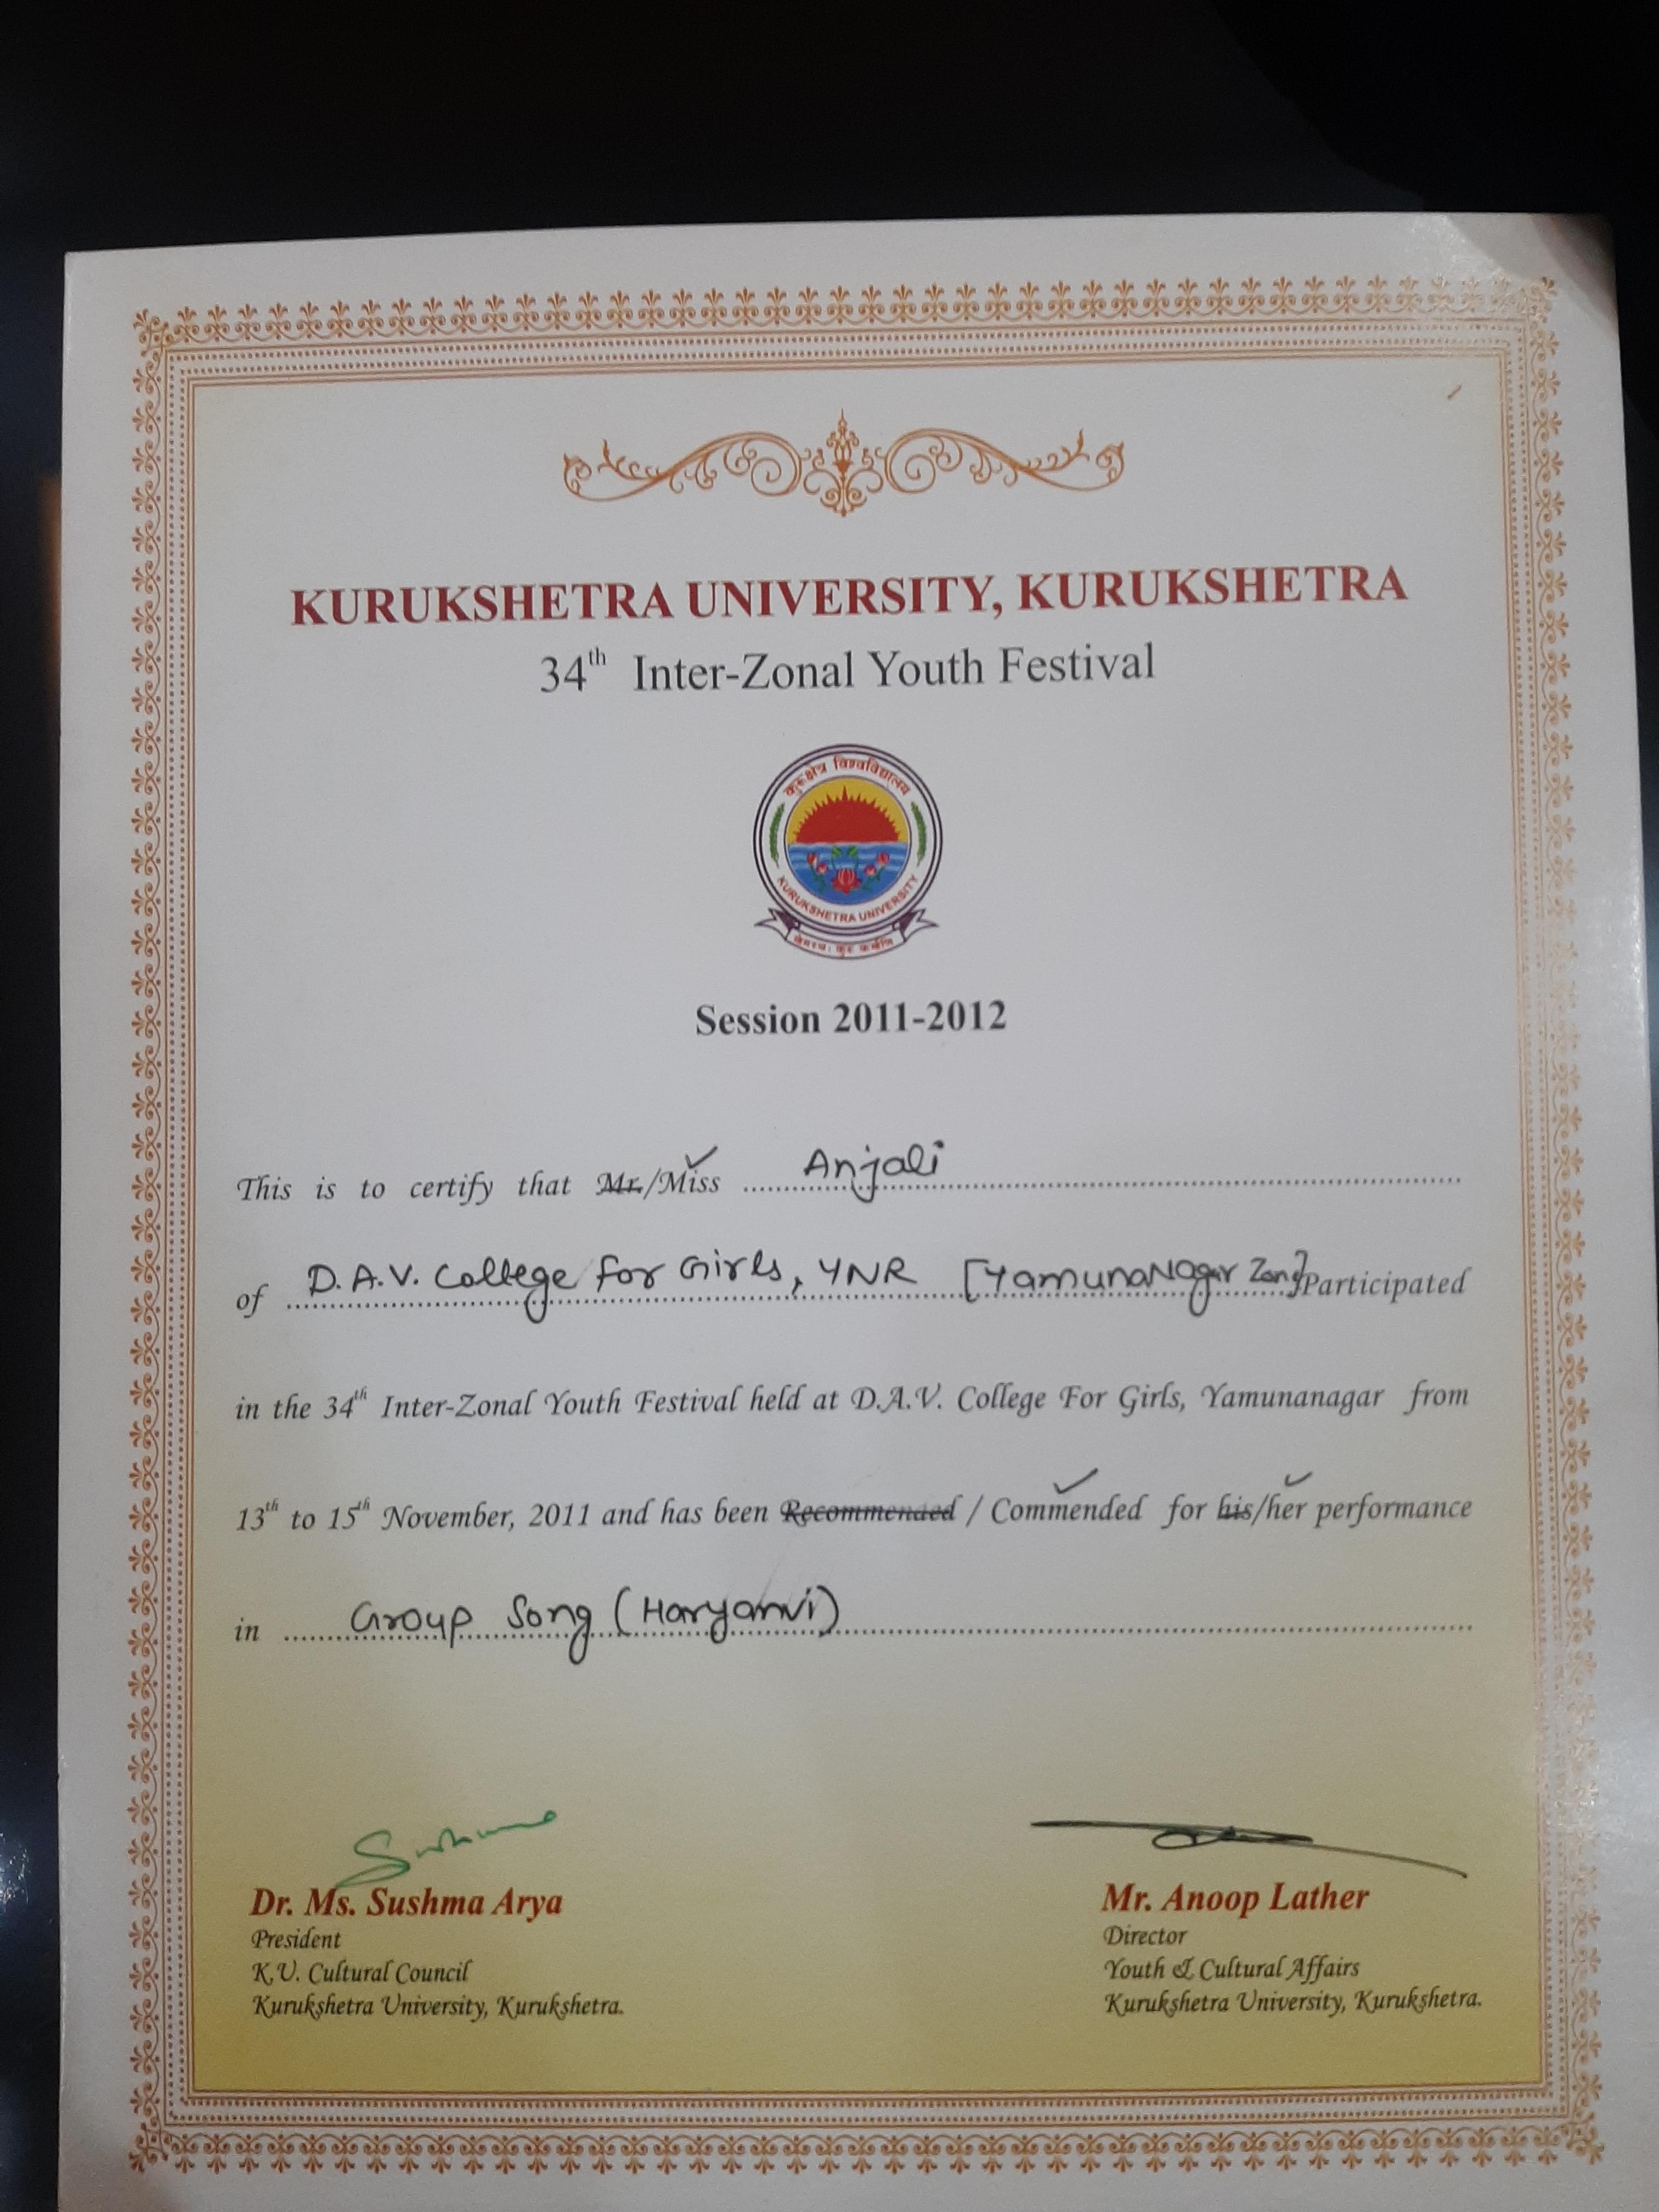 KURUKSHETRA UNIVERSITY, KURUKSHETRA
34th Inter-Zonal Youth Festival
कुरुक्षेत्र विश्वविद्यालय
KURUKSHETRA UNIVERSITY
Session 2011-2012
This is to certify that Mr./Miss Anjali
of D.A.V. College for Girls, YNR [YamunaNagar Zone] Participated
in the 34th Inter-Zonal Youth Festival held at D.A.V. College For Girls, Yamunanagar from
13th to 15th November, 2011 and has been Recommended / Commended for his/her performance
in Group Song (Haryanvi)
Sushma
Dr. Ms. Sushma Arya
President
K.U. Cultural Council
Kurukshetra University, Kurukshetra.
Mr. Anoop Lather
Director
Youth & Cultural Affairs
Kurukshetra University, Kurukshetra.